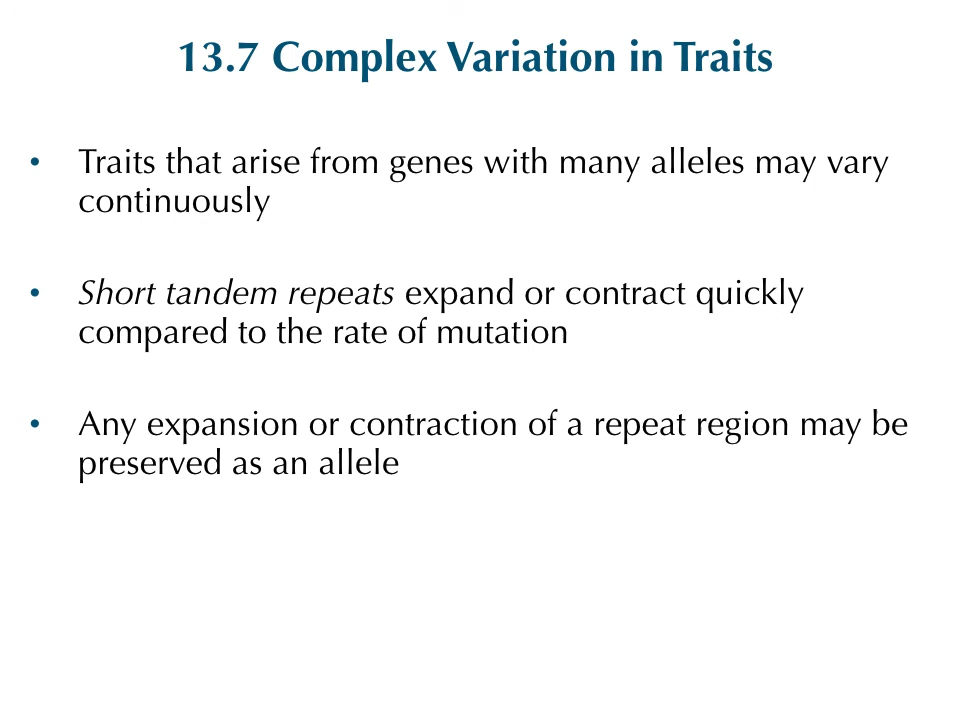 13.7 Complex Variation in Traits
• Traits that arise from genes with many alleles may vary
continuously
• Short tandem repeats expand or contract quickly
compared to the rate of mutation
• Any expansion or contraction of a repeat region may be
preserved as an allele